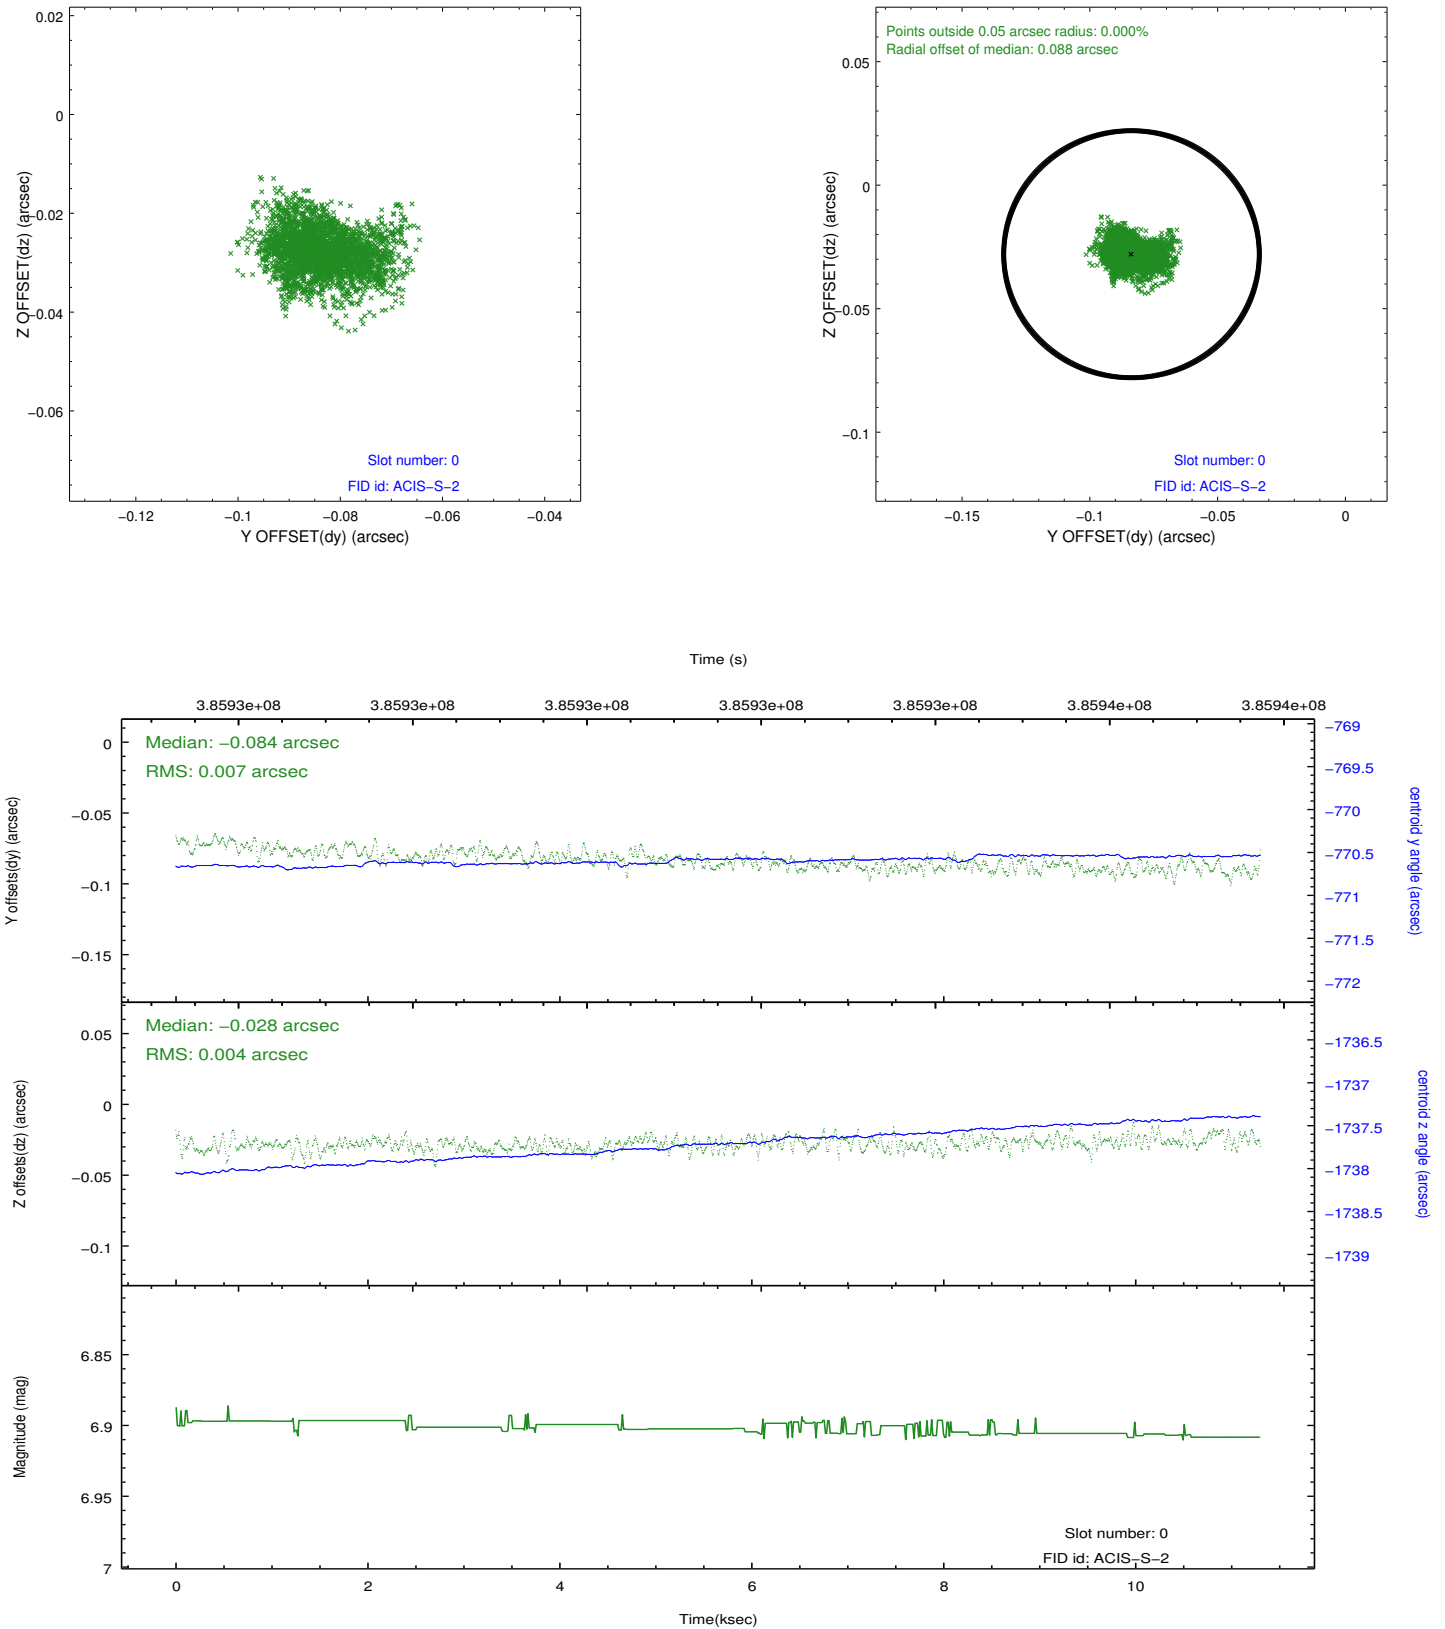 0.02
0
−0.02
−0.04
−0.06
Z OFFSET(dz) (arcsec)
Slot number: 0
FID id: ACIS−S−2
−0.12 −0.1 −0.08 −0.06 −0.04
Y OFFSET(dy) (arcsec)
Points outside 0.05 arcsec radius: 0.000%
Radial offset of median: 0.088 arcsec
0.05
0
−0.05
−0.1
Z OFFSET(dz) (arcsec)
Slot number: 0
FID id: ACIS−S−2
−0.15 −0.1 −0.05 0
Y OFFSET(dy) (arcsec)
Time (s)
3.8593e+08 3.8593e+08 3.8593e+08 3.8593e+08 3.8593e+08 3.8594e+08 3.8594e+08
Median: −0.084 arcsec
RMS: 0.007 arcsec
0
−0.05
−0.1
−0.15
Y offsets(dy) (arcsec)
−769
−769.5
−770
−770.5
−771
−771.5
−772
centroid y angle (arcsec)
Median: −0.028 arcsec
RMS: 0.004 arcsec
0.05
0
−0.05
−0.1
Z offsets(dz) (arcsec)
−1736.5
−1737
−1737.5
−1738
−1738.5
−1739
centroid z angle (arcsec)
6.85
6.9
6.95
7
Magnitude (mag)
Slot number: 0
FID id: ACIS−S−2
0 2 4 6 8 10
Time(ksec)